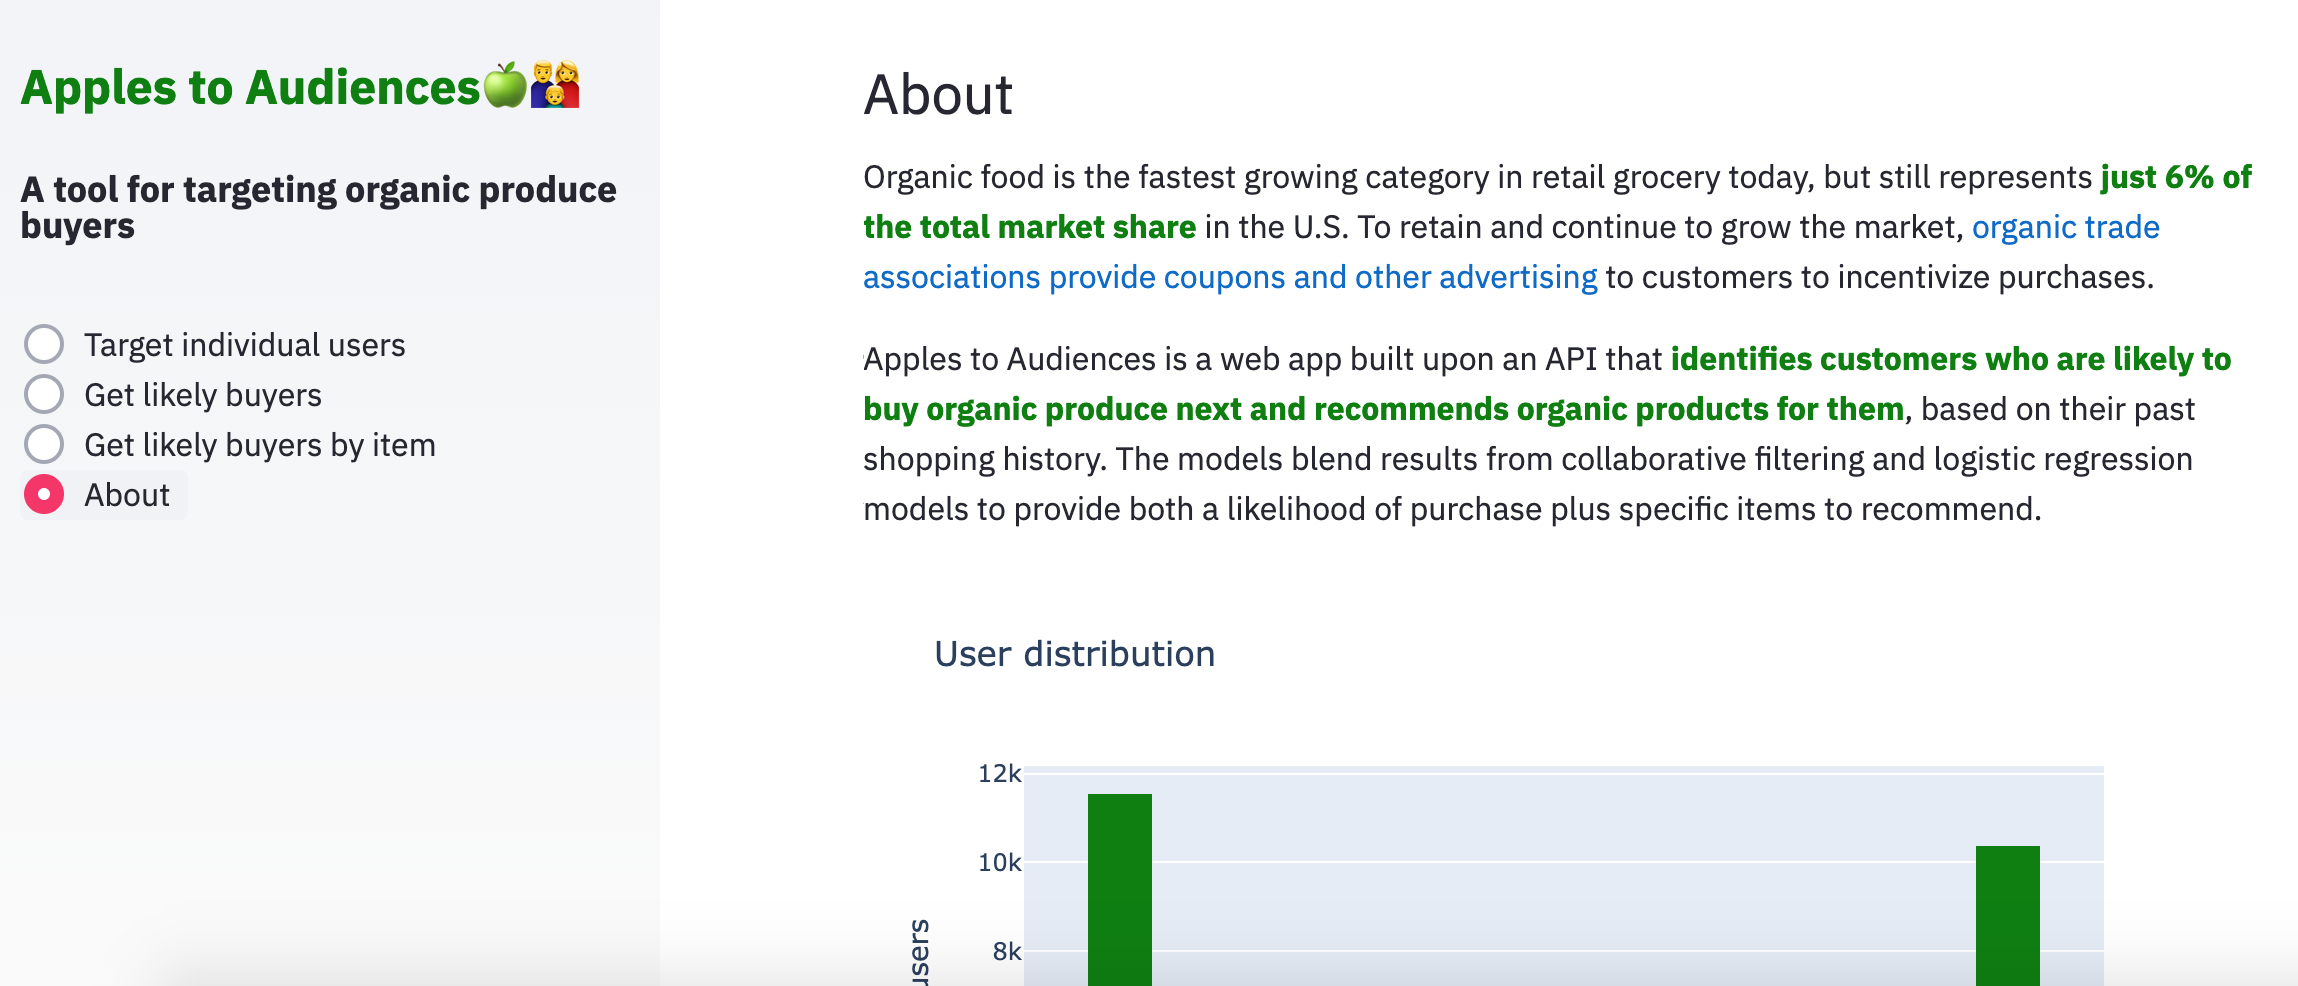 Apples to Audiences🍏👨‍👩‍👦
A tool for targeting organic produce
buyers
Target individual users
Get likely buyers
Get likely buyers by item
About
About
Organic food is the fastest growing category in retail grocery today, but still represents just 6% of
the total market share in the U.S. To retain and continue to grow the market, organic trade
associations provide coupons and other advertising to customers to incentivize purchases.
Apples to Audiences is a web app built upon an API that identifies customers who are likely to
buy organic produce next and recommends organic products for them, based on their past
shopping history. The models blend results from collaborative filtering and logistic regression
models to provide both a likelihood of purchase plus specific items to recommend.
User distribution
12k
10k
8k
users